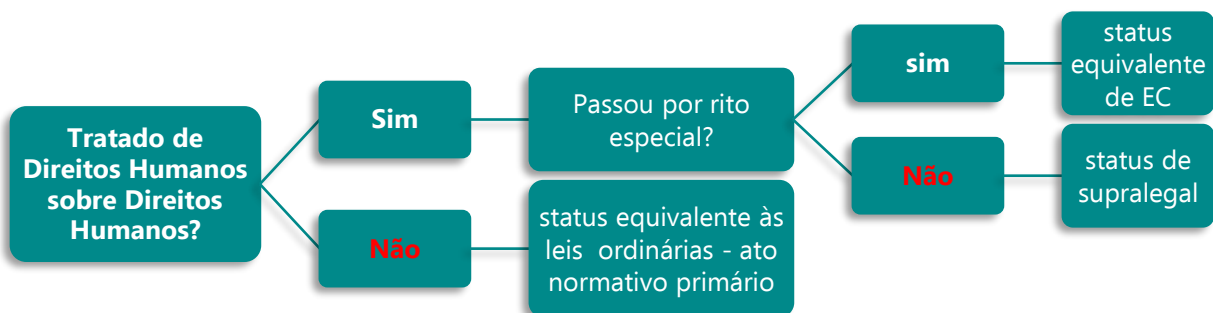 Tratado de
Direitos Humanos
sobre Direitos
Humanos?
Sim
Passou por rito
especial?
sim
status
equivalente
de EC
Não
status de
supralegal
Não
status equivalente às
leis ordinárias - ato
normativo primário